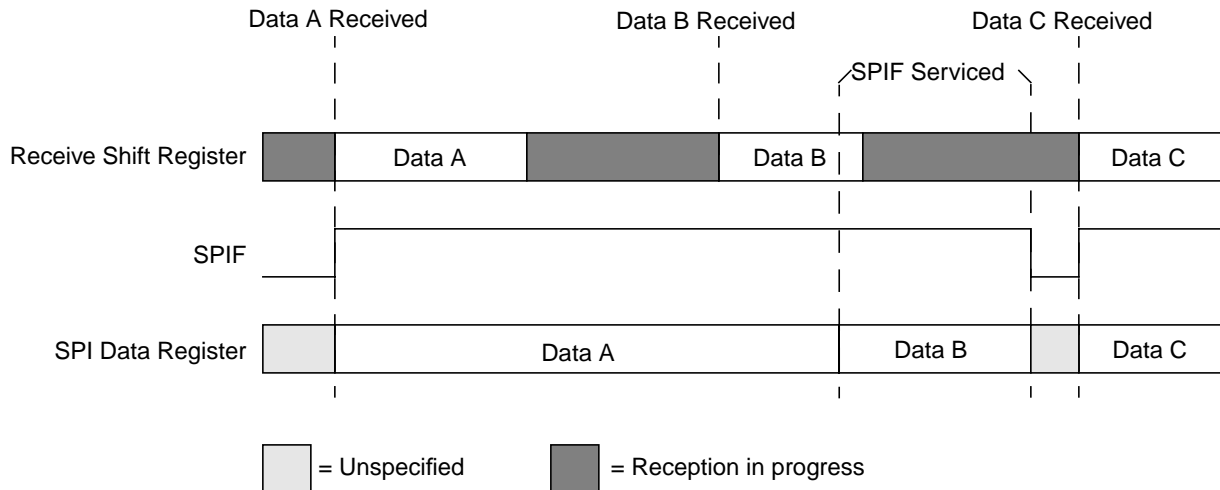 Data A Received
Data B Received
Data C Received
SPIF Serviced
Receive Shift Register
Data A
Data B
Data C
SPIF
SPI Data Register
Data A
Data B
Data C
= Unspecified
= Reception in progress